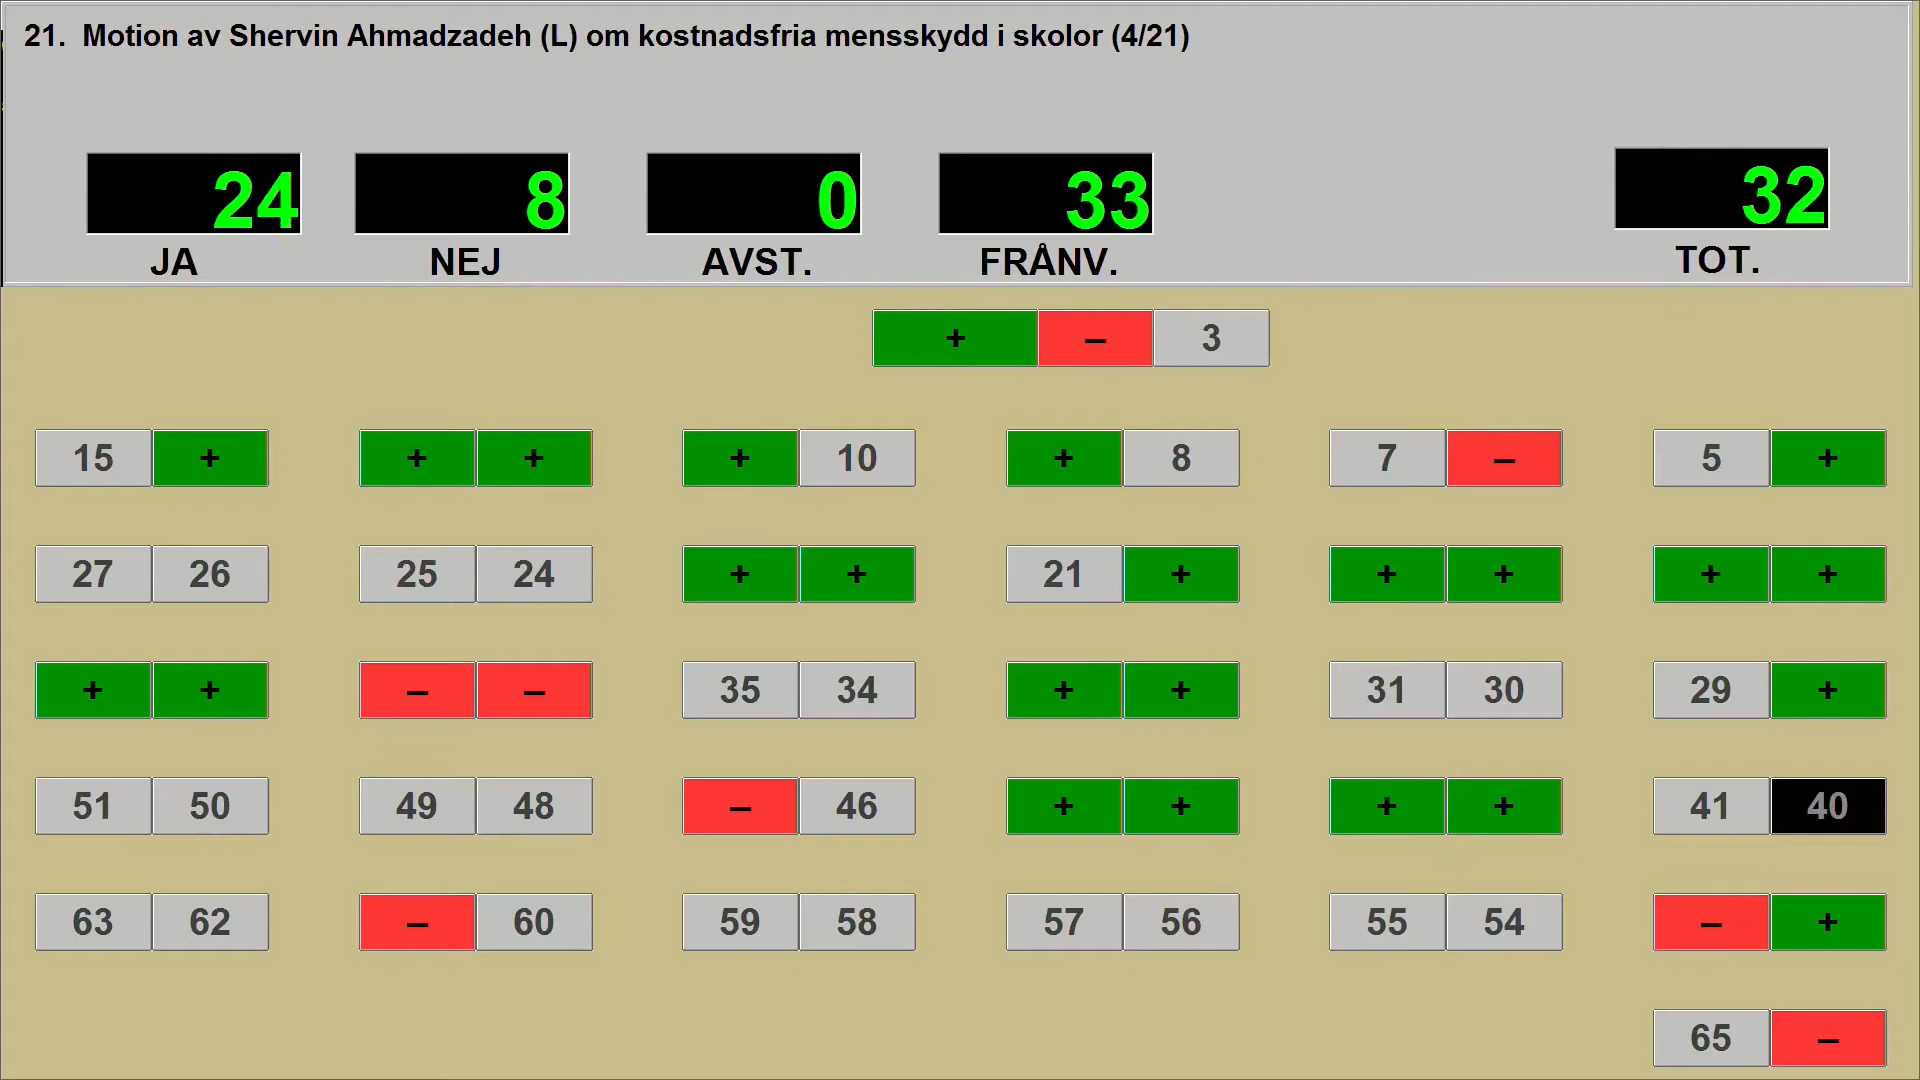 21. Motion av Shervin Ahmadzadeh (L) om kostnadsfria mensskydd i skolor (4/21)
24 8 0 33 32
JA NEJ AVST. FRÅNV. TOT.
+ – 3
15 + + + + 10 + 8 7 – 5 +
27 26 25 24 + + 21 + + + + +
+ + – – 35 34 + + 31 30 29 +
51 50 49 48 – 46 + + + + 41 40
63 62 – 60 59 58 57 56 55 54 – +
65 –